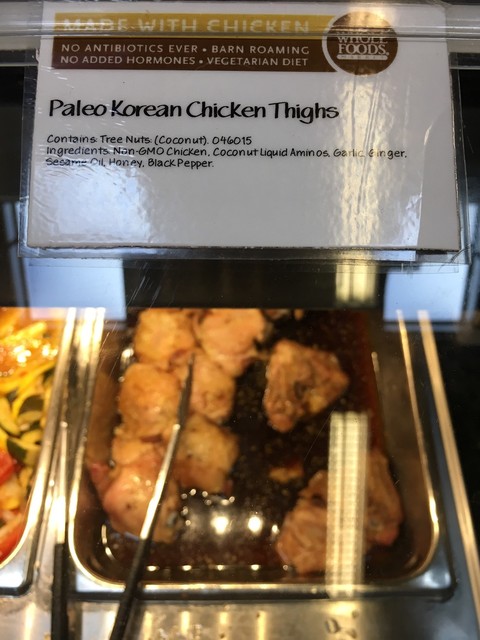 MADE WITH CHICKEN
NO ANTIBIOTICS EVER • BARN ROAMING
NO ADDED HORMONES • VEGETARIAN DIET
WHOLE
FOODS
MARKET
Paleo Korean Chicken Thighs
Contains: Tree Nuts (Coconut). 046015
Ingredients: Non-GMO Chicken, Coconut Liquid Aminos, Garlic, Ginger,
Sesame Oil, Honey, Black Pepper.